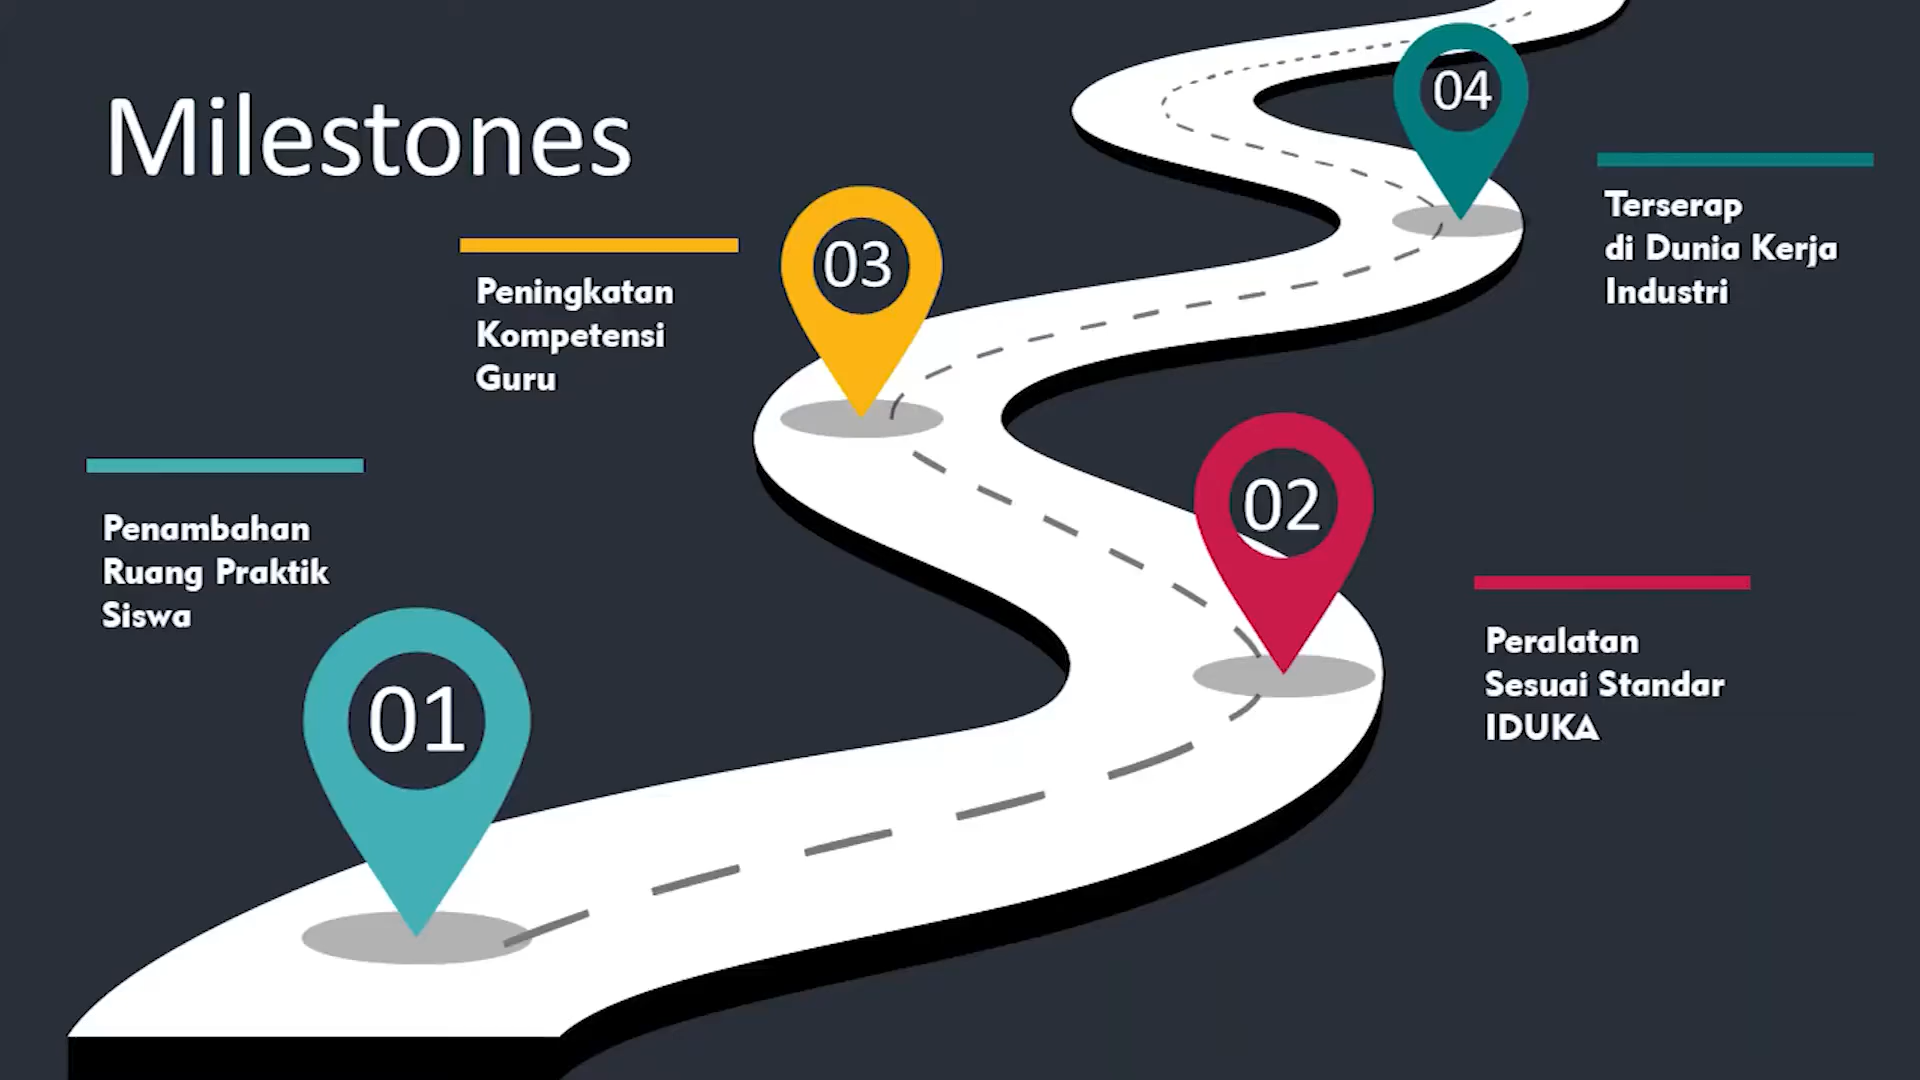 Milestones
01
Penambahan
Ruang Praktik
Siswa
02
Peralatan
Sesuai Standar
IDUKA
03
Peningkatan
Kompetensi
Guru
04
Terserap
di Dunia Kerja
Industri